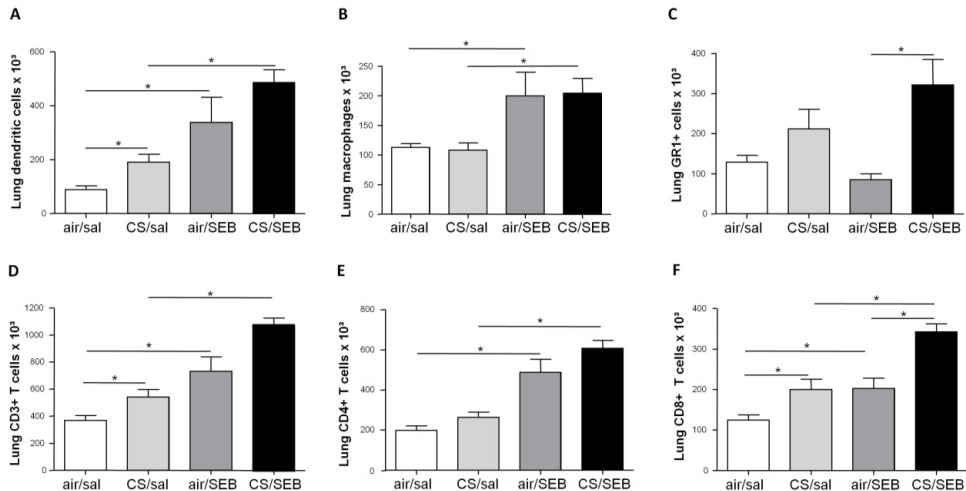 A
Lung dendritic cells x 10³
600
400
200
0
*
*
*
air/sal CS/sal air/SEB CS/SEB
B
Lung macrophages x 10³
250
200
150
100
50
0
*
*
air/sal CS/sal air/SEB CS/SEB
C
Lung GR1+ cells x 10³
400
300
200
100
0
*
air/sal CS/sal air/SEB CS/SEB
D
Lung CD3+ T cells x 10³
1200
1000
800
600
400
200
0
*
*
*
air/sal CS/sal air/SEB CS/SEB
E
Lung CD4+ T cells x 10³
800
600
400
200
0
*
*
air/sal CS/sal air/SEB CS/SEB
F
Lung CD8+ T cells x 10³
400
300
200
100
0
*
*
*
*
air/sal CS/sal air/SEB CS/SEB